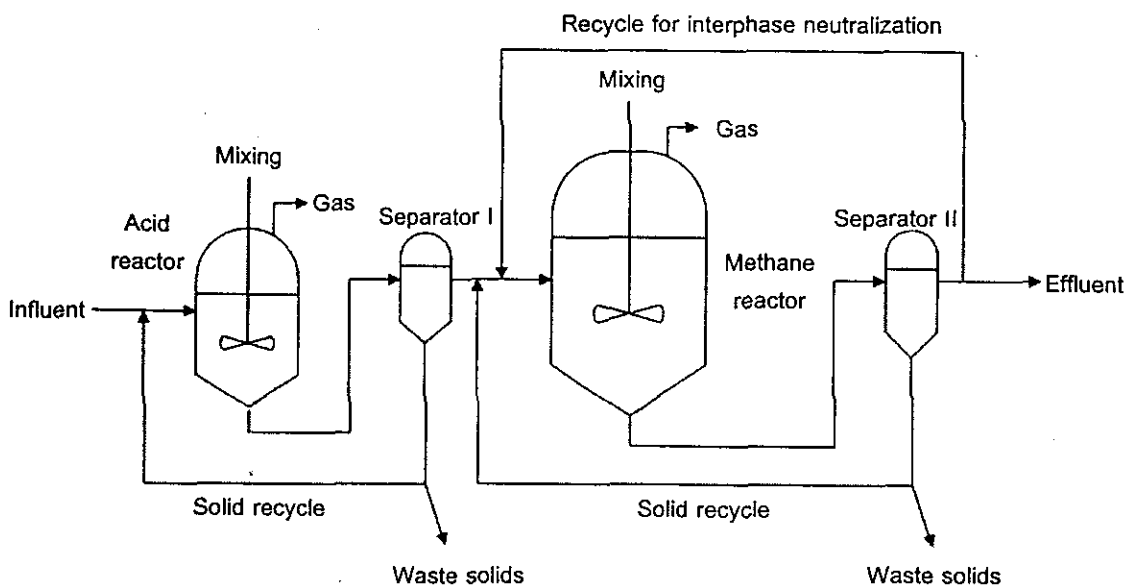 Recycle for interphase neutralization
Mixing
Gas
Mixing
Gas
Separator I
Separator II
Acid
reactor
Methane
reactor
Influent
Effluent
Solid recycle
Solid recycle
Waste solids
Waste solids